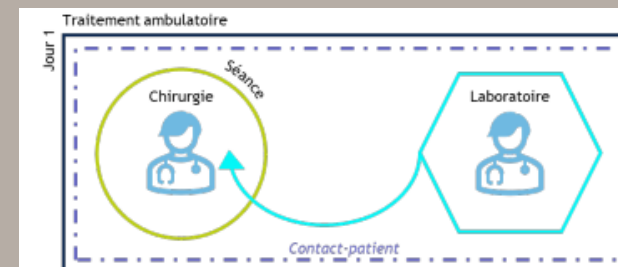 Traitement ambulatoire
Jour 1
Séance
Chirurgie
Laboratoire
Contact-patient